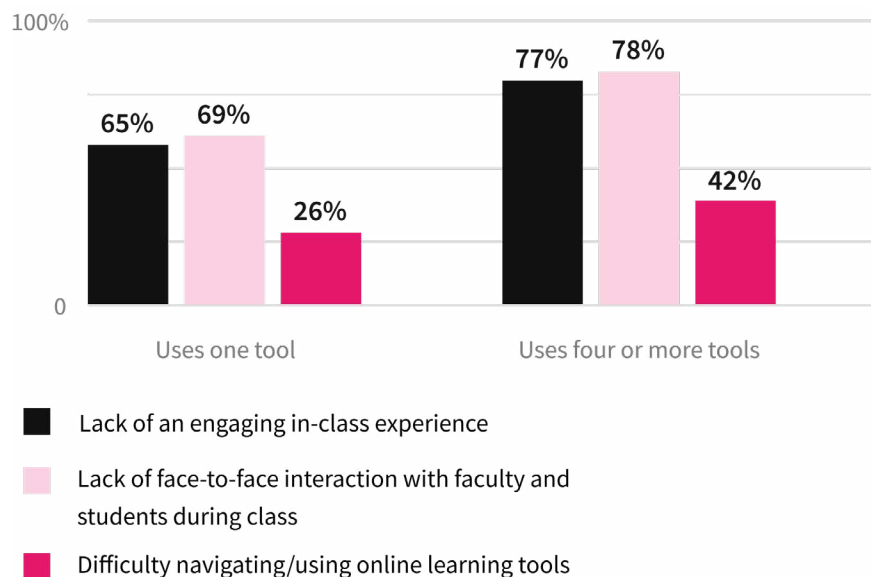 100%
65%
69%
26%
77%
78%
42%
0
Uses one tool
Uses four or more tools
Lack of an engaging in-class experience
Lack of face-to-face interaction with faculty and
students during class
Difficulty navigating/using online learning tools